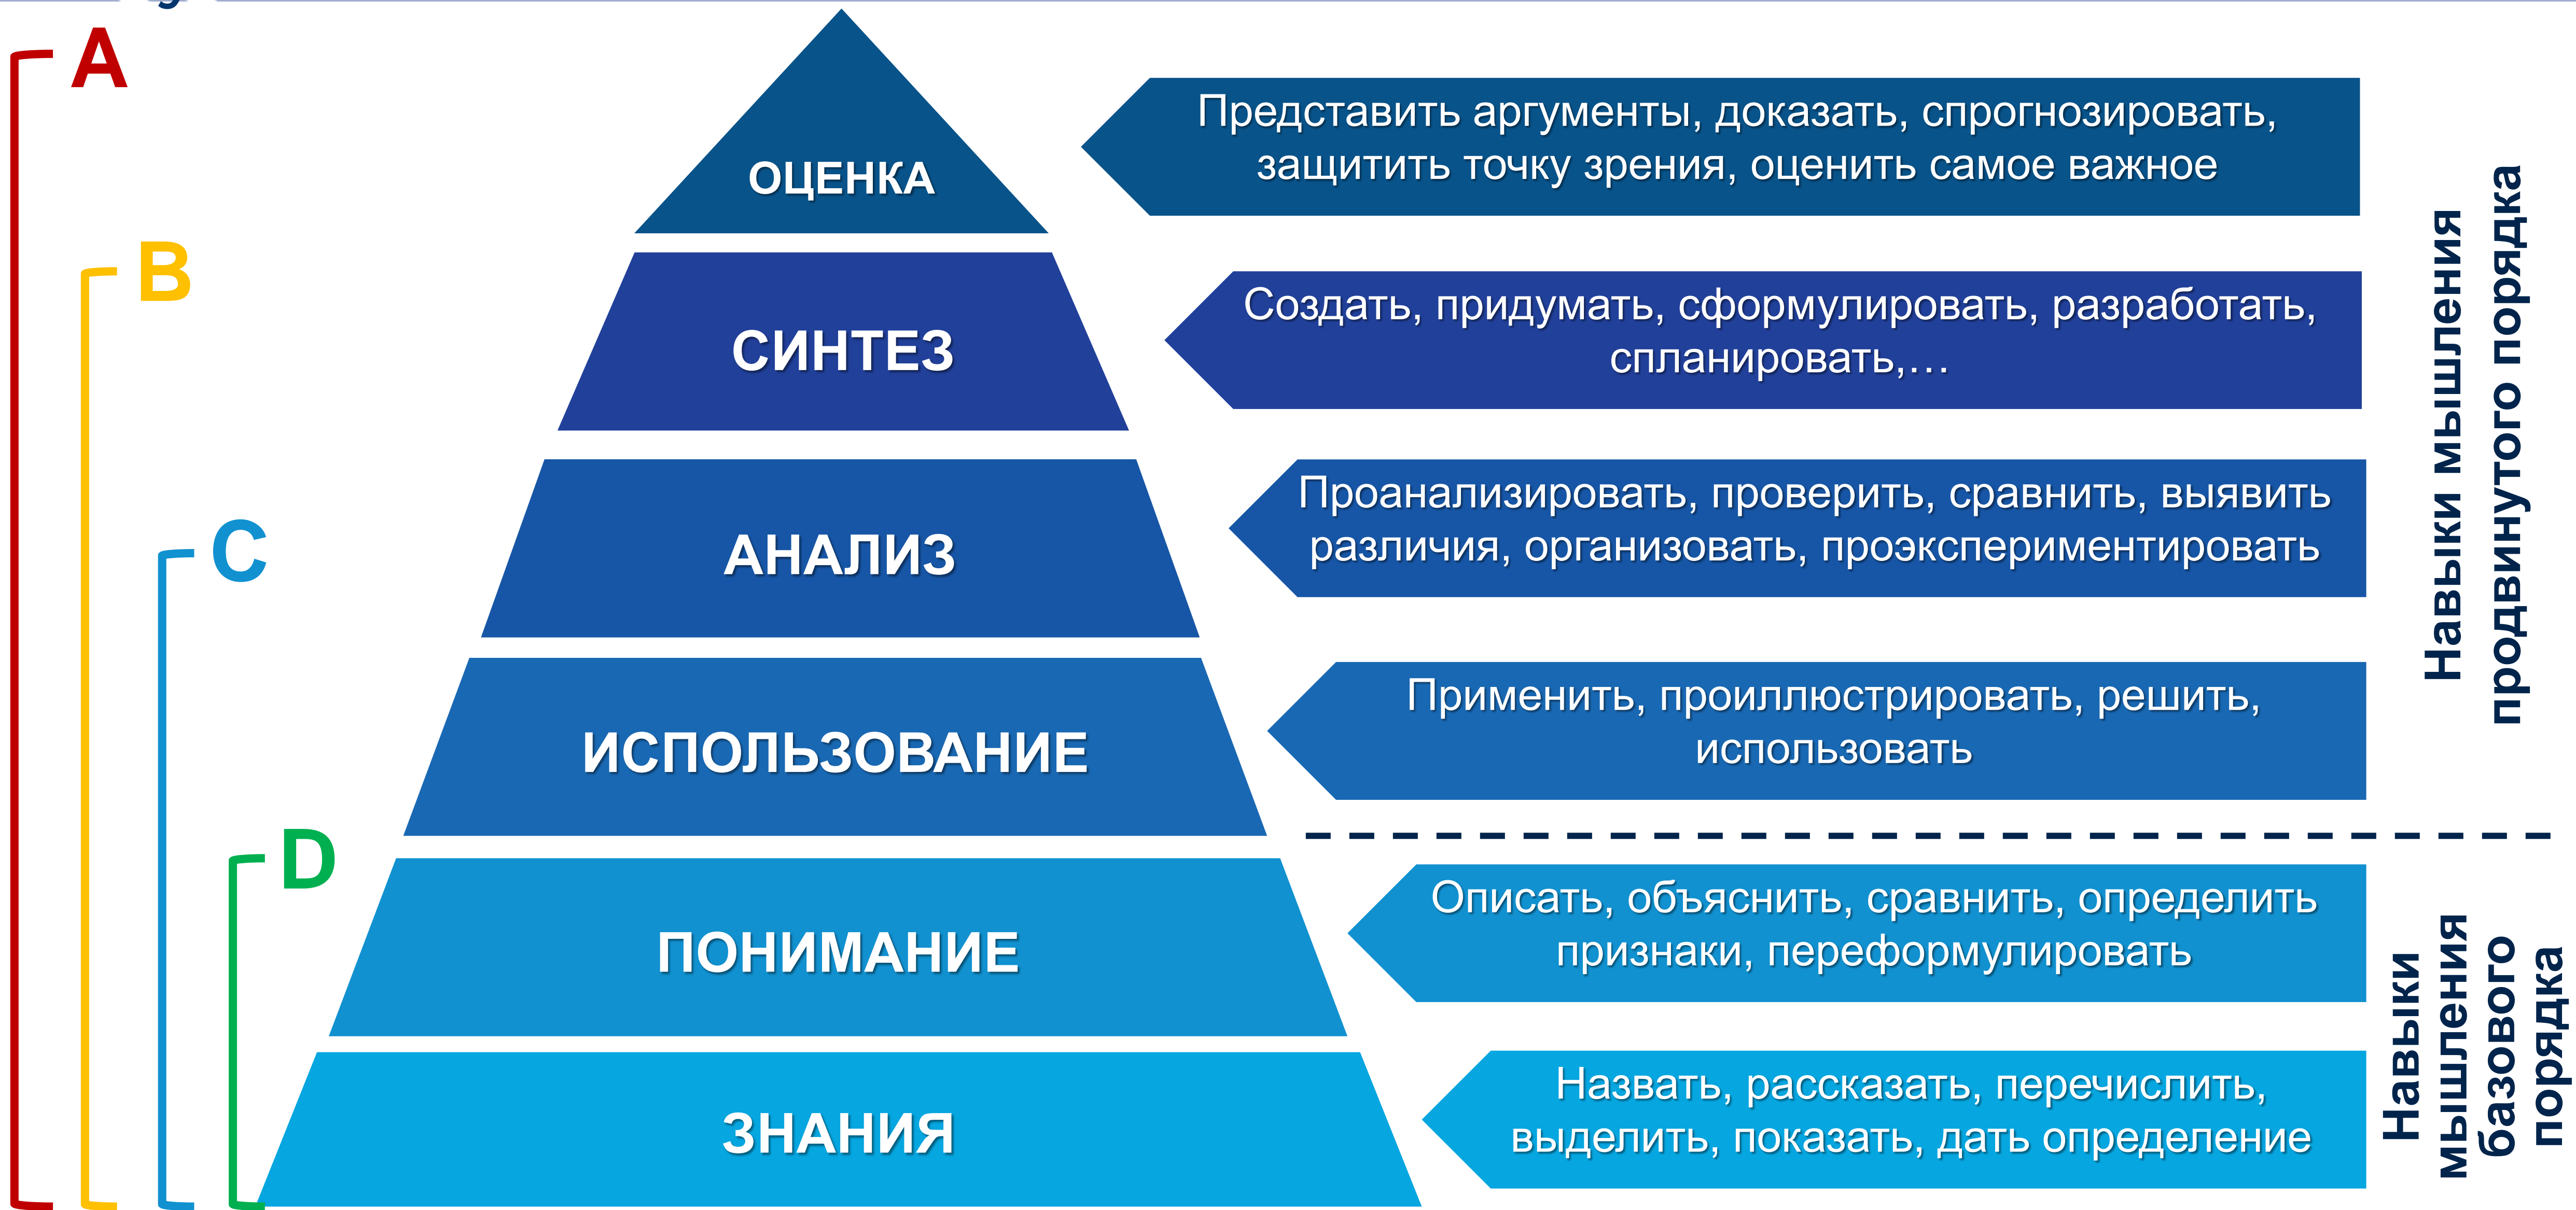 A
B
C
D
ОЦЕНКА
Представить аргументы, доказать, спрогнозировать,
защитить точку зрения, оценить самое важное
СИНТЕЗ
Создать, придумать, сформулировать, разработать,
спланировать,…
АНАЛИЗ
Проанализировать, проверить, сравнить, выявить
различия, организовать, проэкспериментировать
ИСПОЛЬЗОВАНИЕ
Применить, проиллюстрировать, решить,
использовать
ПОНИМАНИЕ
Описать, объяснить, сравнить, определить
признаки, переформулировать
ЗНАНИЯ
Назвать, рассказать, перечислить,
выделить, показать, дать определение
Навыки мышления
продвинутого порядка
Навыки
мышления
базового
порядка